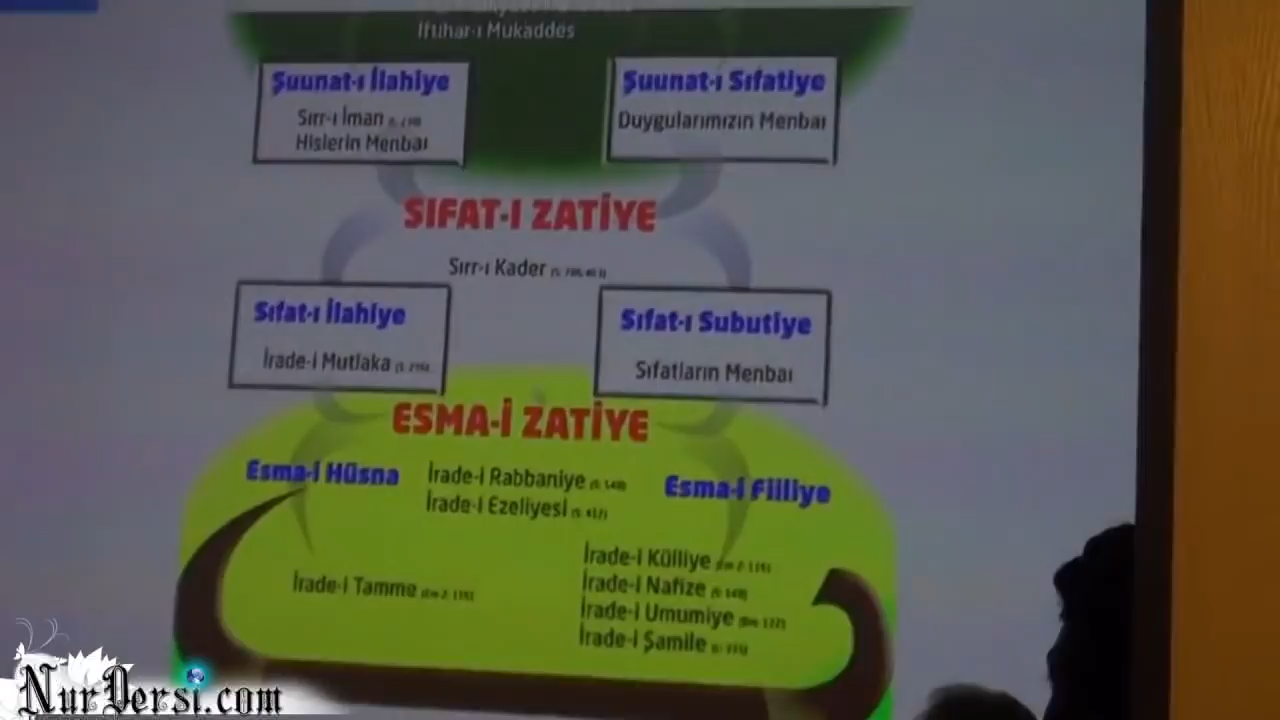 İftihar-ı Mukaddes
Şuunat-ı İlahiye
Sırr-ı İman
Hislerin Menbaı
Şuunat-ı Sıfatiye
Duygularımızın Menbaı
SIFAT-I ZATİYE
Sırr-ı Kader
Sıfat-ı İlahiye
İrade-i Mutlaka
Sıfat-ı Subutiye
Sıfatların Menbaı
ESMA-İ ZATİYE
Esma-i Hüsna
İrade-i Rabbaniye
İrade-i Ezeliyesi
Esma-i Fiiliye
İrade-i Tamme
İrade-i Külliye
İrade-i Nafize
İrade-i Umumiye
İrade-i Şamile
NurDersi.com